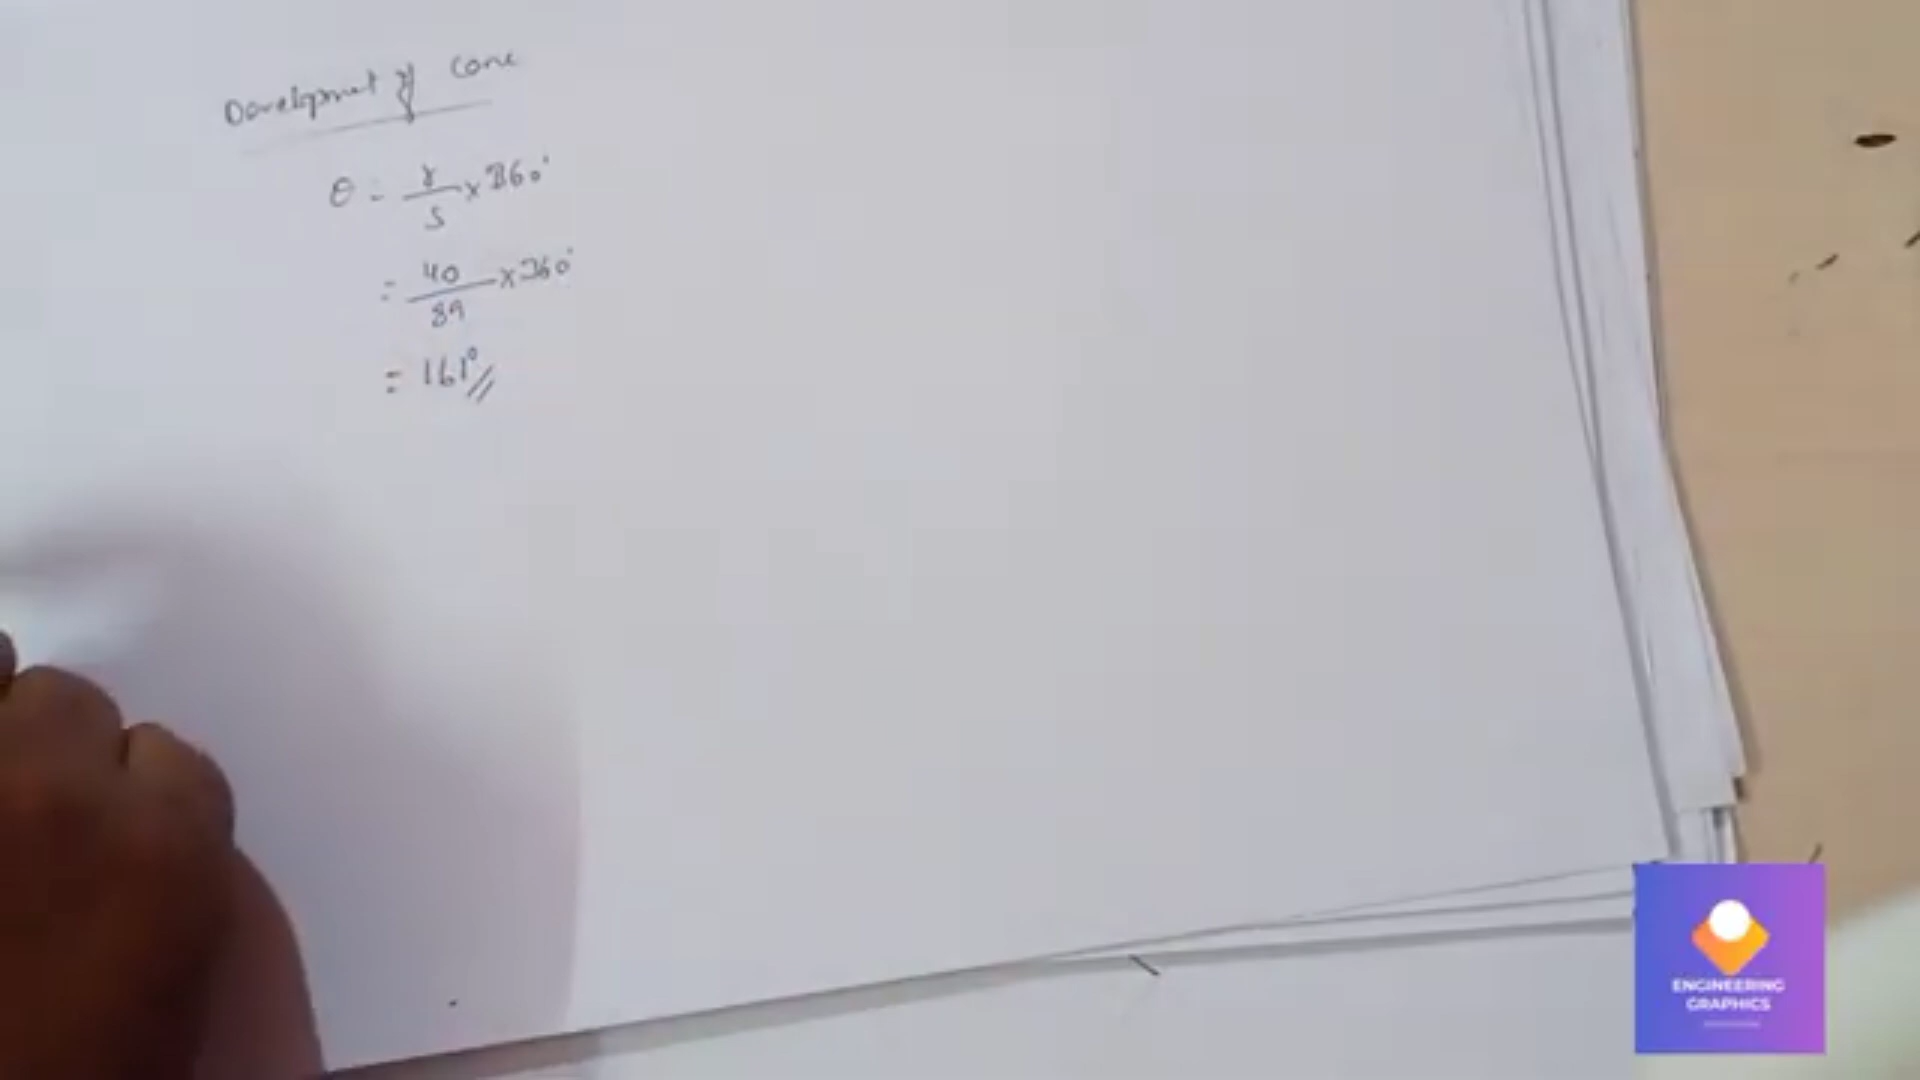 Development of Cone
θ = r/s x 360°
= 40/89 x 360°
= 161°//
ENGINEERING
GRAPHICS